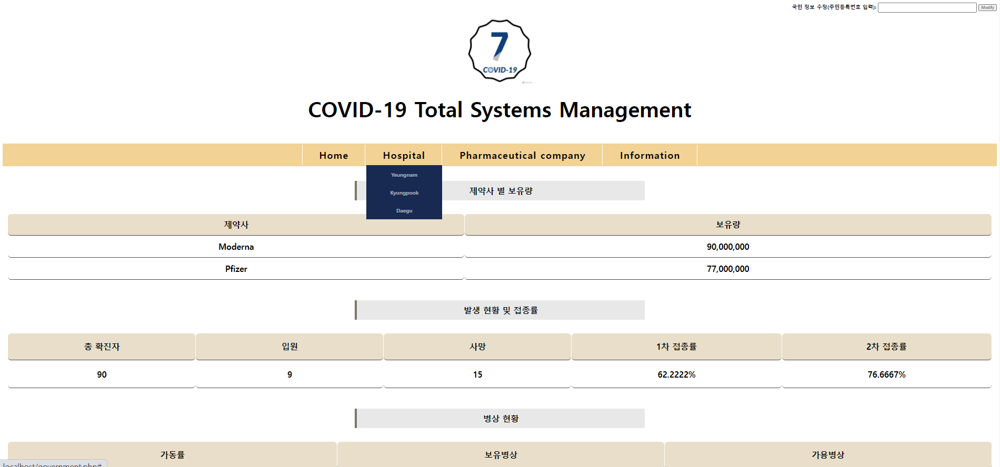 국민 정보 수정(주민등록번호 입력): Modify
7
COVID-19
COVID-19 Total Systems Management
Home Hospital Pharmaceutical company Information
Yeungnam
Kyungpook
Daegu
제약사 별 보유량
제약사 보유량
Moderna 90,000,000
Pfizer 77,000,000
발생 현황 및 접종률
총 확진자 입원 사망 1차 접종률 2차 접종률
90 9 15 62.2222% 76.6667%
병상 현황
가동률 보유병상 가용병상
localhost/government.php#